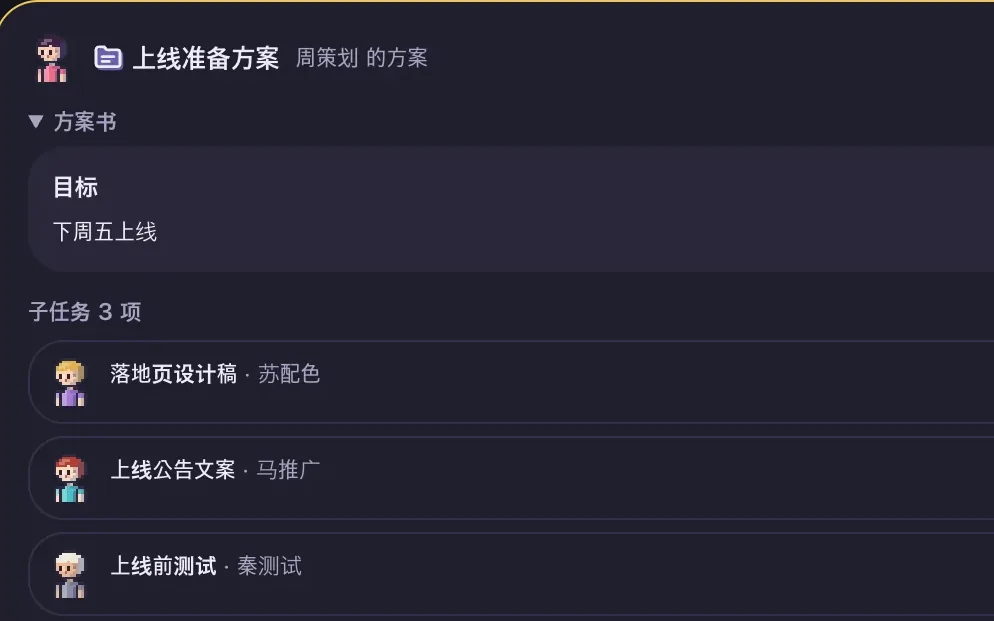 上线准备方案 周策划 的方案
▼ 方案书
目标
下周五上线
子任务 3 项
落地页设计稿 · 苏配色
上线公告文案 · 马推广
上线前测试 · 秦测试